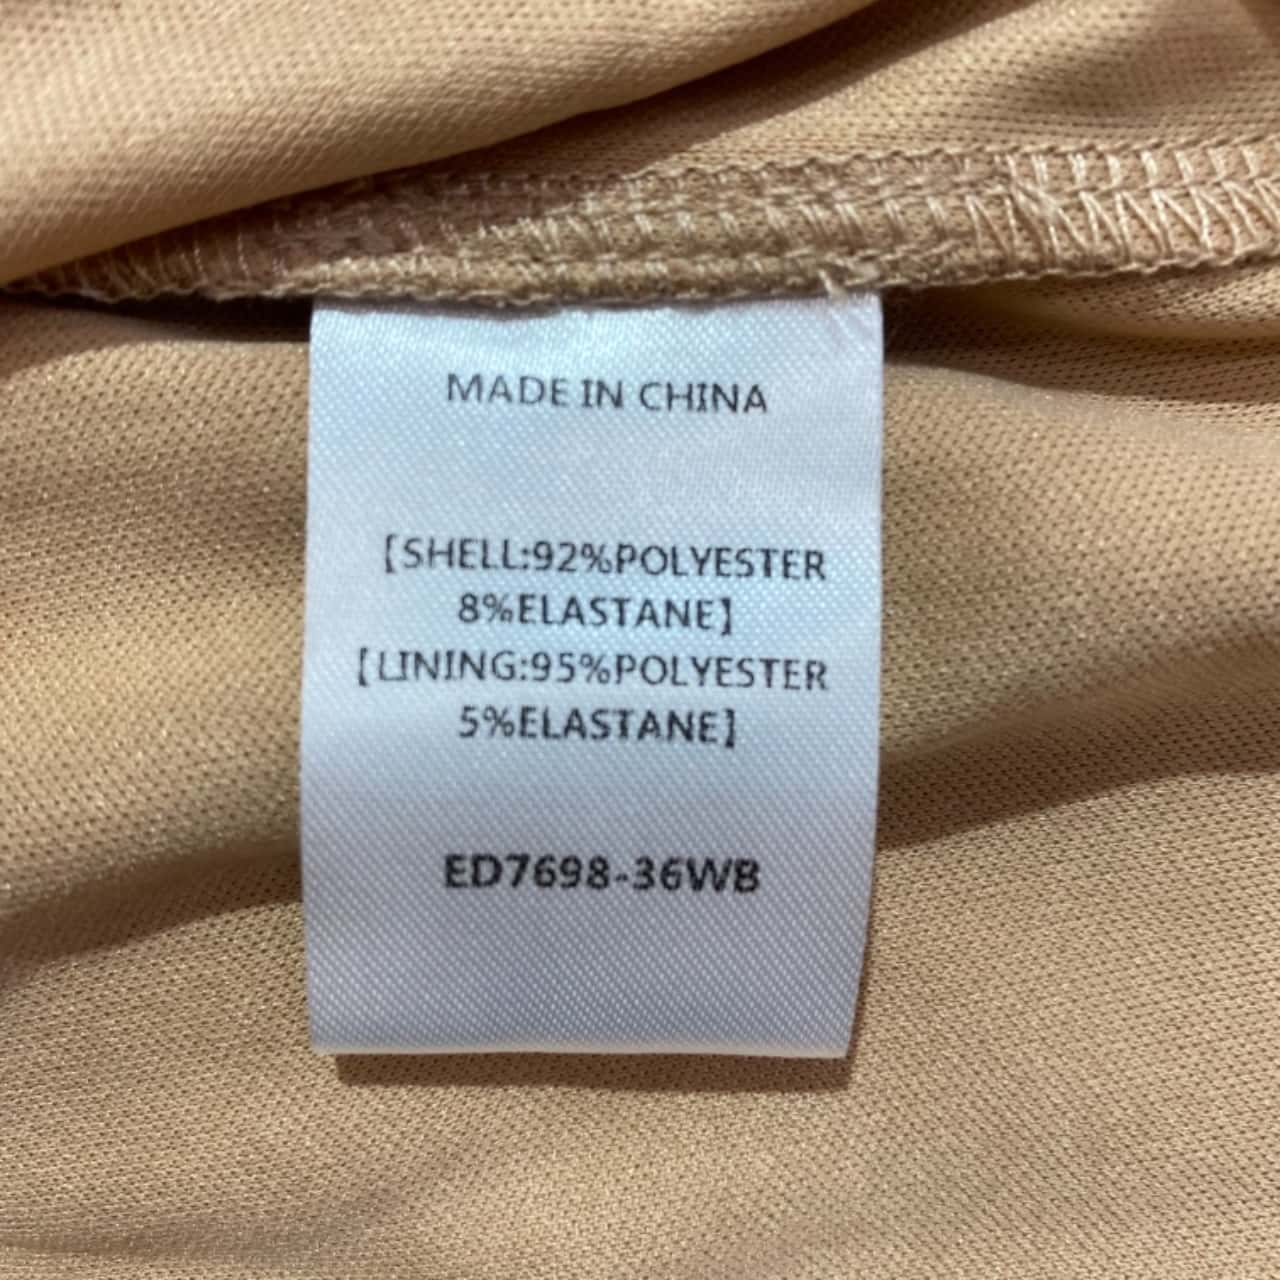 MADE IN CHINA
【SHELL:92%POLYESTER
8%ELASTANE】
【LINING:95%POLYESTER
5%ELASTANE】
ED7698-36WB